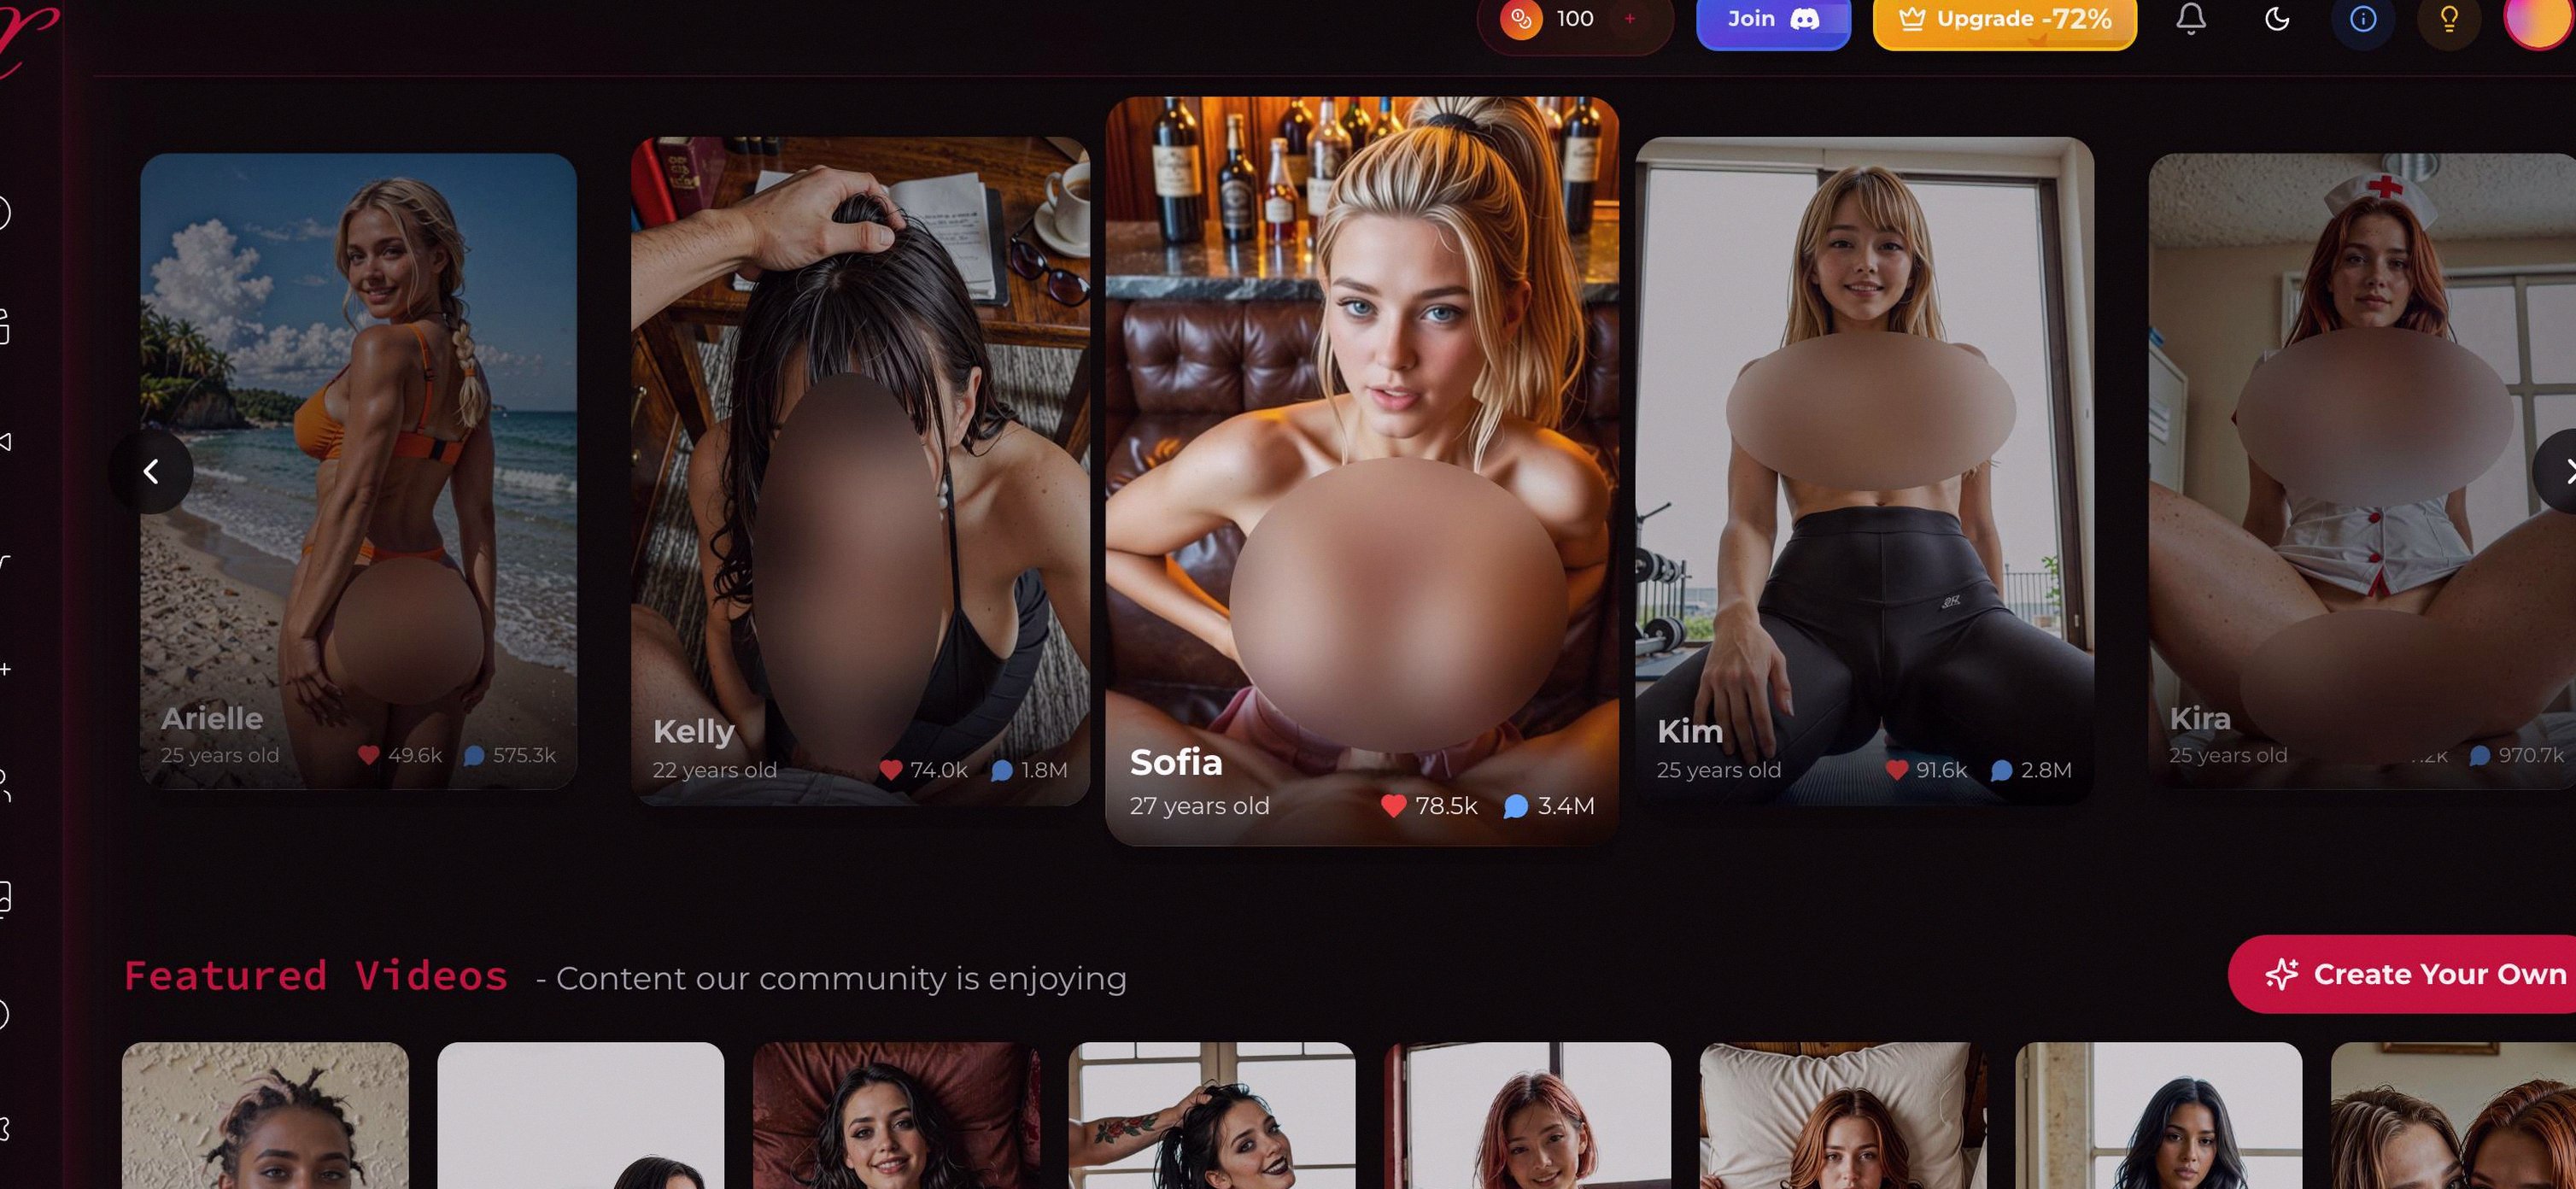 100 +
Join
Upgrade -72%
Arielle
25 years old 49.6k 575.3k
Kelly
22 years old 74.0k 1.8M
Sofia
27 years old 78.5k 3.4M
Kim
25 years old 91.6k 2.8M
Kira
25 years old 970.7k
Featured Videos - Content our community is enjoying
Create Your Own